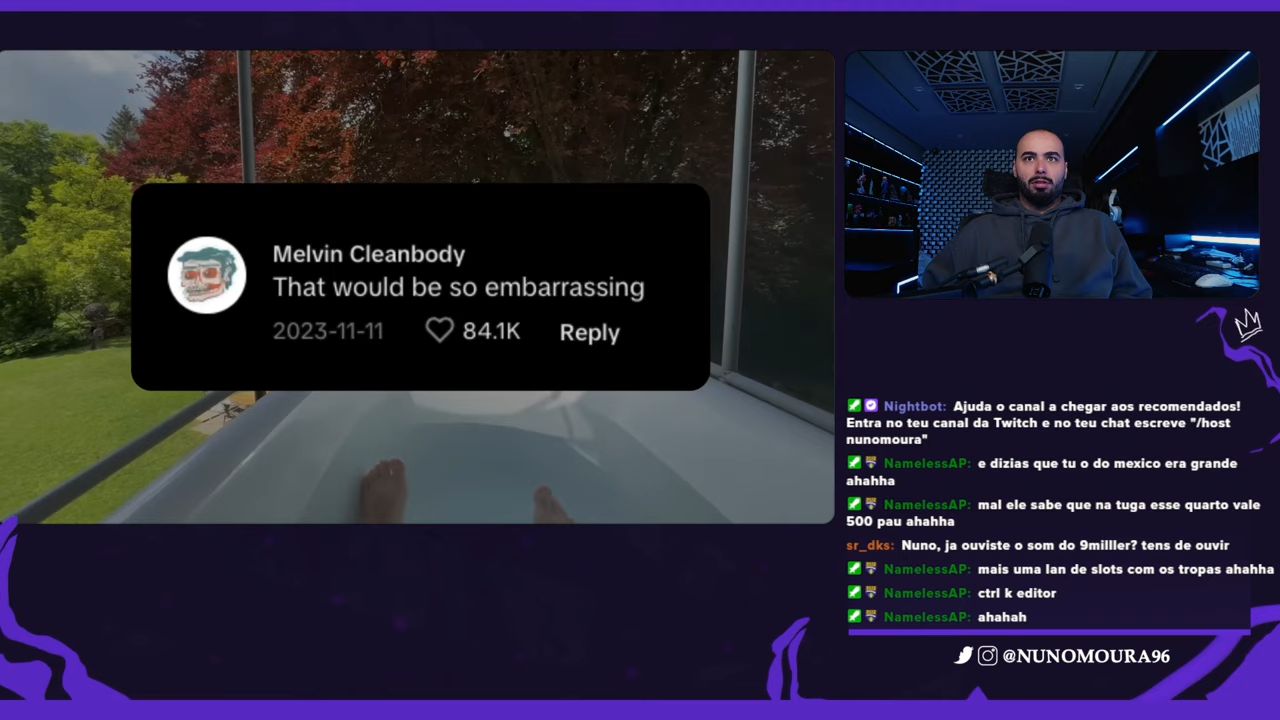 Melvin Cleanbody
That would be so embarrassing
2023-11-11 84.1K Reply
Nightbot: Ajuda o canal a chegar aos recomendados!
Entra no teu canal da Twitch e no teu chat escreve "/host
nunomoura"
NamelessAP: e dizias que tu o do mexico era grande
ahahha
NamelessAP: mal ele sabe que na tuga esse quarto vale
500 pau ahahha
sr_dks: Nuno, ja ouviste o som do 9milller? tens de ouvir
NamelessAP: mais uma lan de slots com os tropas ahahha
NamelessAP: ctrl k editor
NamelessAP: ahahah
@NUNOMOURA96